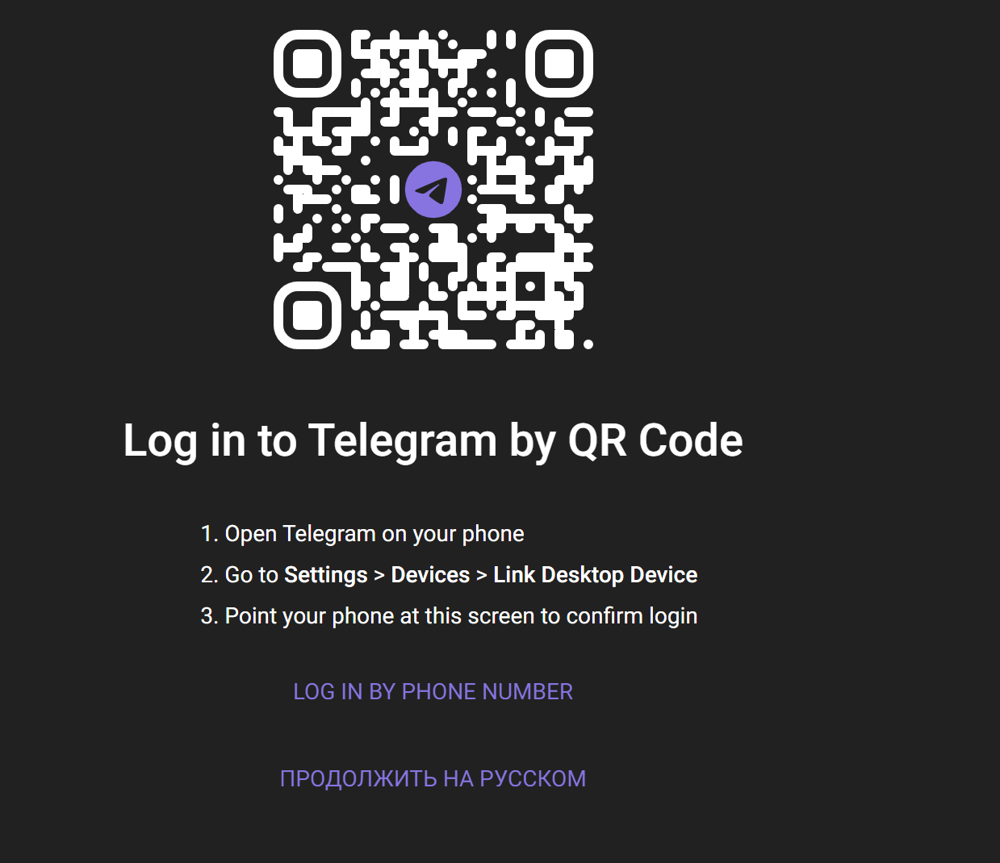 Log in to Telegram by QR Code
1. Open Telegram on your phone
2. Go to Settings > Devices > Link Desktop Device
3. Point your phone at this screen to confirm login
LOG IN BY PHONE NUMBER
ПРОДОЛЖИТЬ НА РУССКОМ